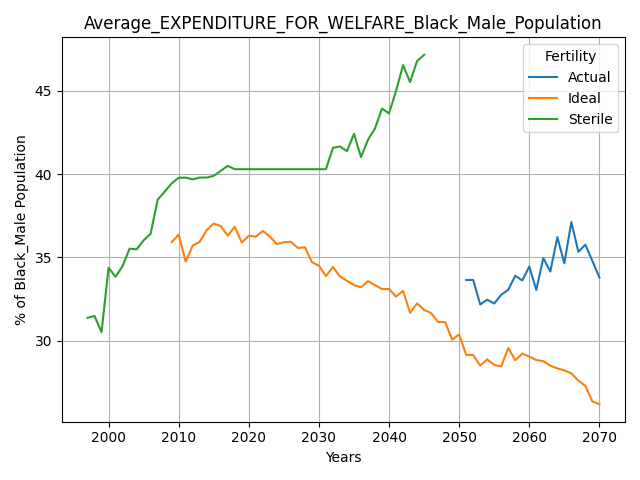 Average_EXPENDITURE_FOR_WELFARE_Black_Male_Population
Fertility
Actual
Ideal
Sterile
% of Black_Male Population
45
40
35
30
2000 2010 2020 2030 2040 2050 2060 2070
Years